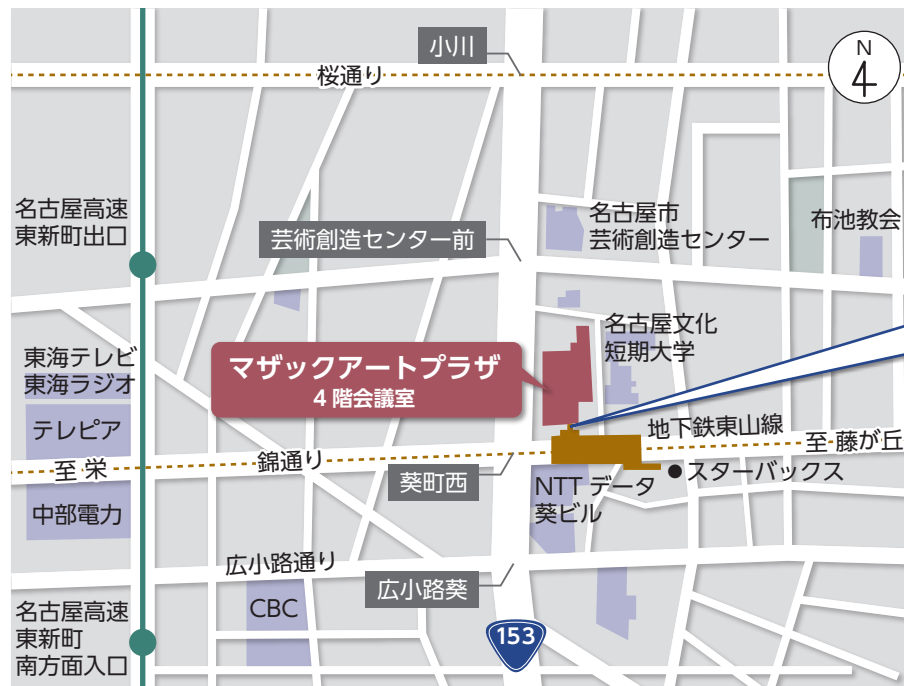 小川
N
桜通り
名古屋高速
東新町出口
芸術創造センター前
名古屋市
芸術創造センター
布池教会
東海テレビ
東海ラジオ
テレピア
マザックアートプラザ
4 階会議室
名古屋文化
短期大学
地下鉄東山線
至 藤が丘
至 栄
錦通り
葵町西
NTT データ
葵ビル
スターバックス
中部電力
広小路通り
広小路葵
CBC
名古屋高速
東新町
南方面入口
153